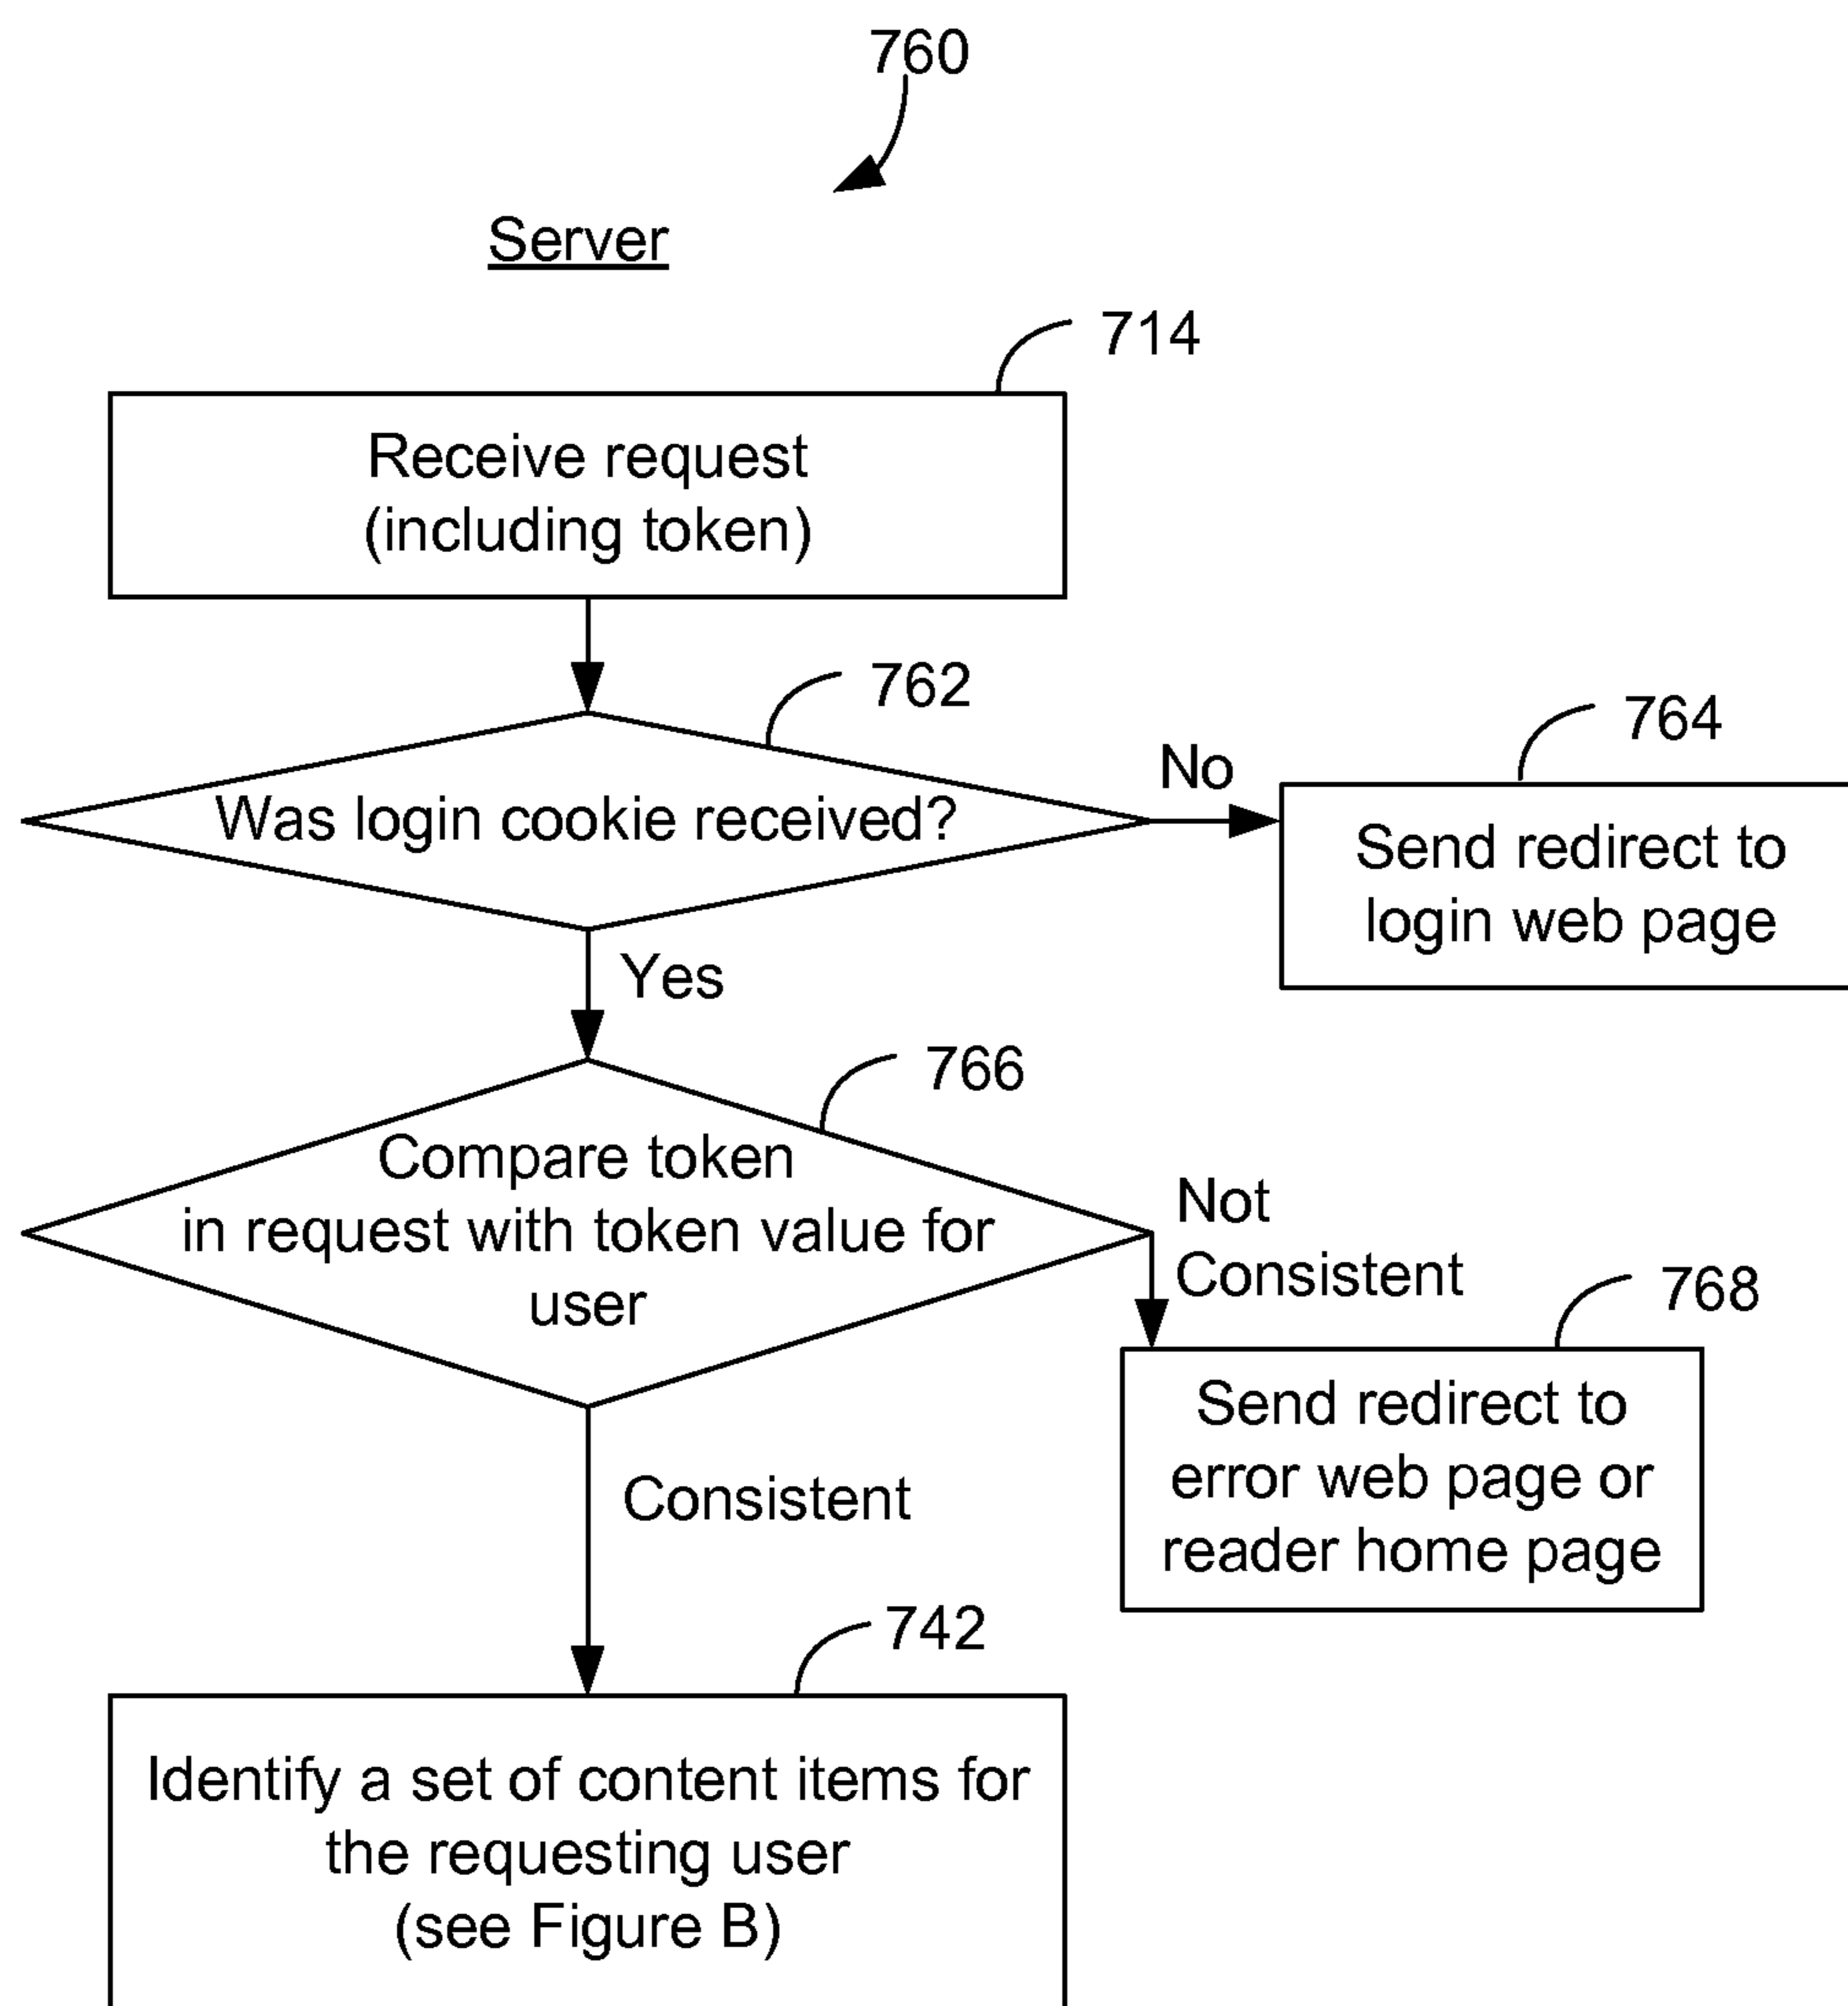 760
Server
714
Receive request
(including token)
762
Was login cookie received?
No
764
Send redirect to
login web page
Yes
766
Compare token
in request with token value for
user
Not
Consistent
768
Send redirect to
error web page or
reader home page
Consistent
742
Identify a set of content items for
the requesting user
(see Figure B)